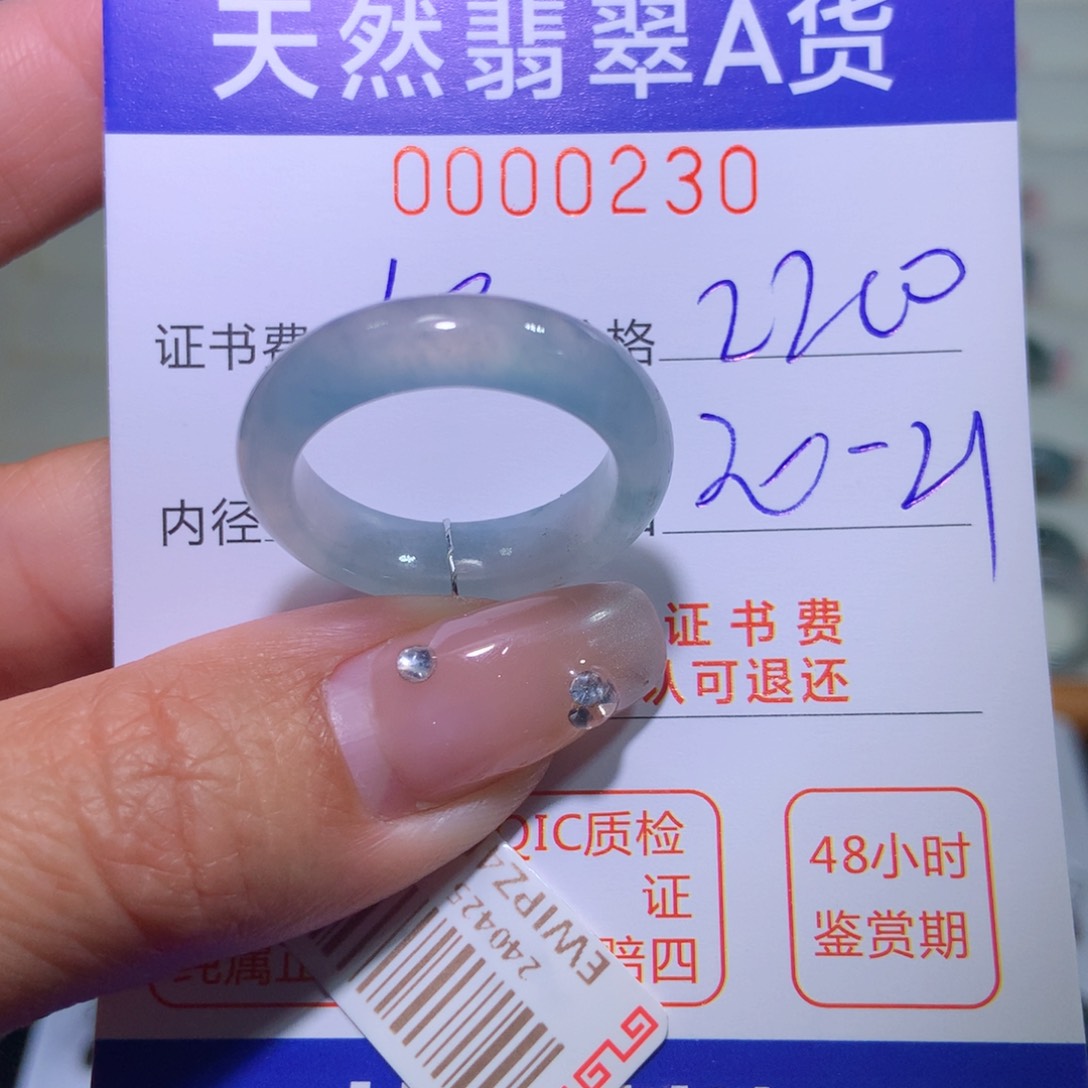 天然翡翠A货
0000230
证书费 格 2200
内径 20-21
证书费
认可退还
QIC质检
证
赔四
48小时
鉴赏期
240425
EWIPZ